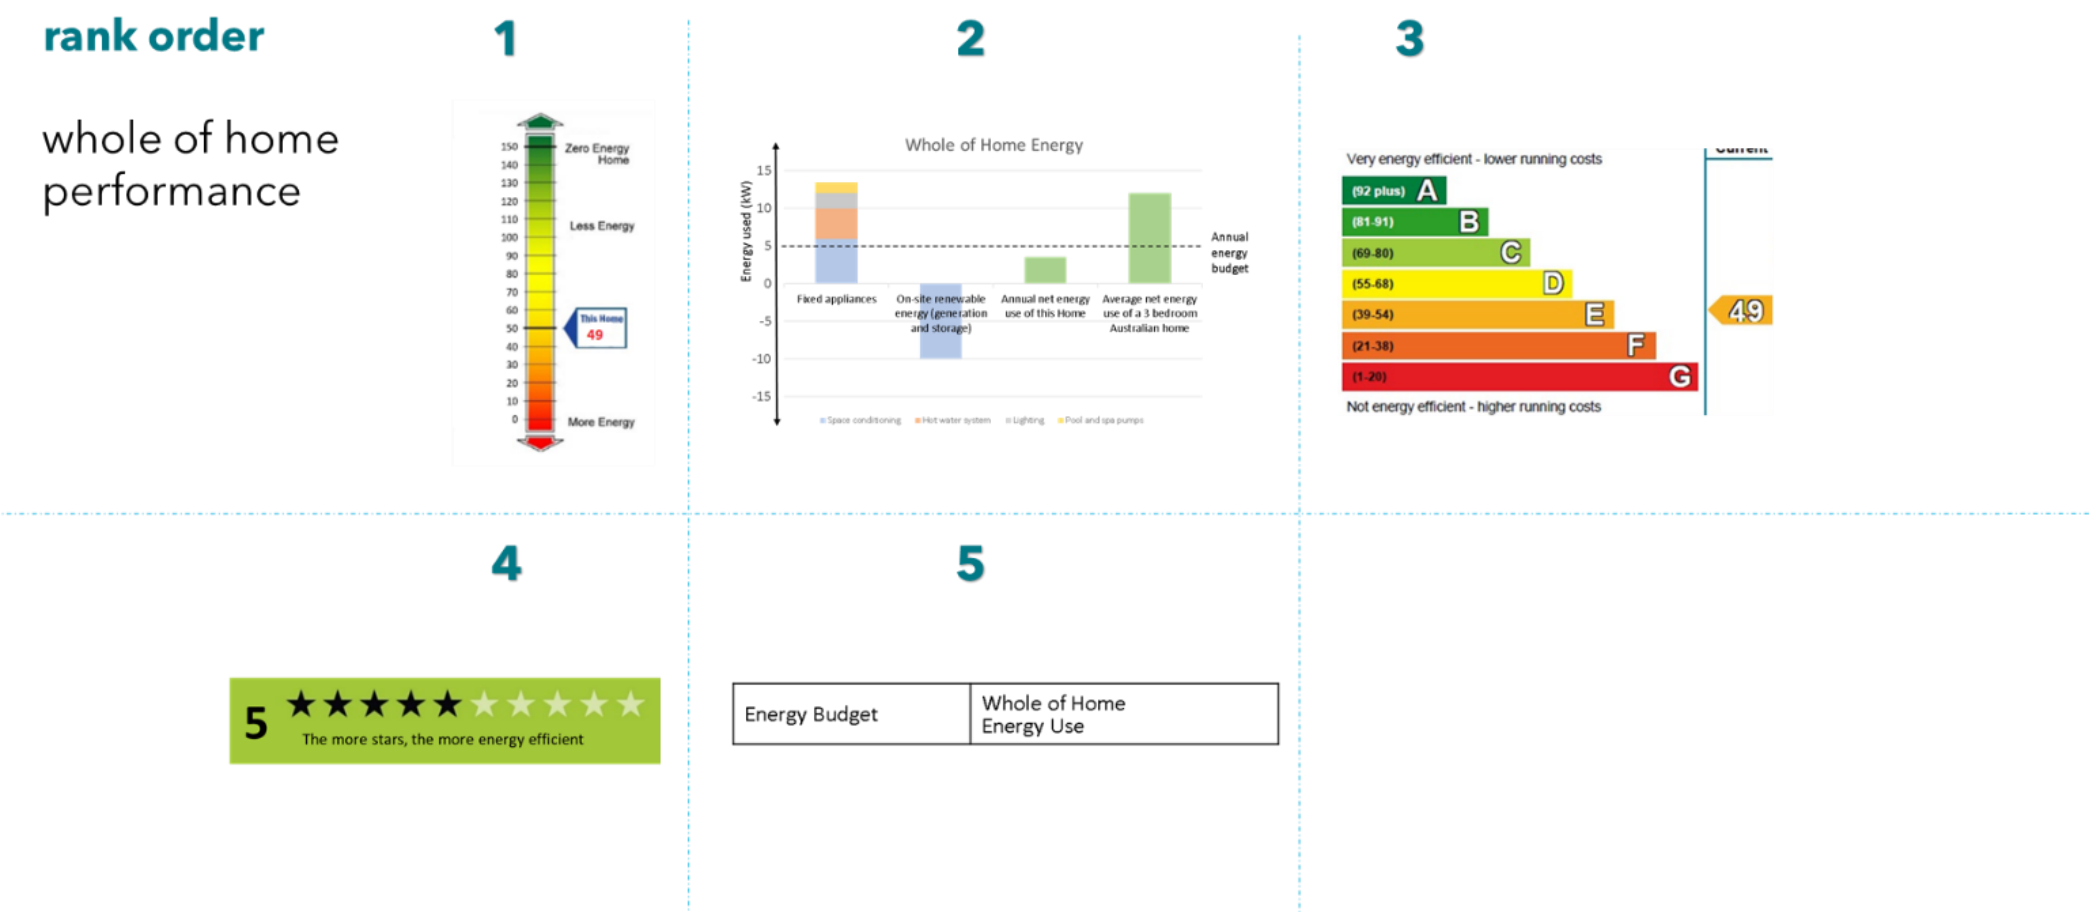 rank order
whole of home
performance
1
150
140
130
120
110
100
90
80
70
60
50
40
30
20
10
0
Zero Energy
Home
Less Energy
This Home
49
More Energy
2
Whole of Home Energy
Energy used (kW)
15
10
5
0
-5
-10
-15
Annual
energy
budget
Fixed appliances
On-site renewable
energy (generation
and storage)
Annual net energy
use of this Home
Average net energy
use of a 3 bedroom
Australian home
Space conditioning
Hot water system
Lighting
Pool and spa pumps
3
Current
Very energy efficient - lower running costs
(92 plus) A
(81-91) B
(69-80) C
(55-68) D
(39-54) E
(21-38) F
(1-20) G
49
Not energy efficient - higher running costs
4
5
The more stars, the more energy efficient
5
Energy Budget
Whole of Home
Energy Use